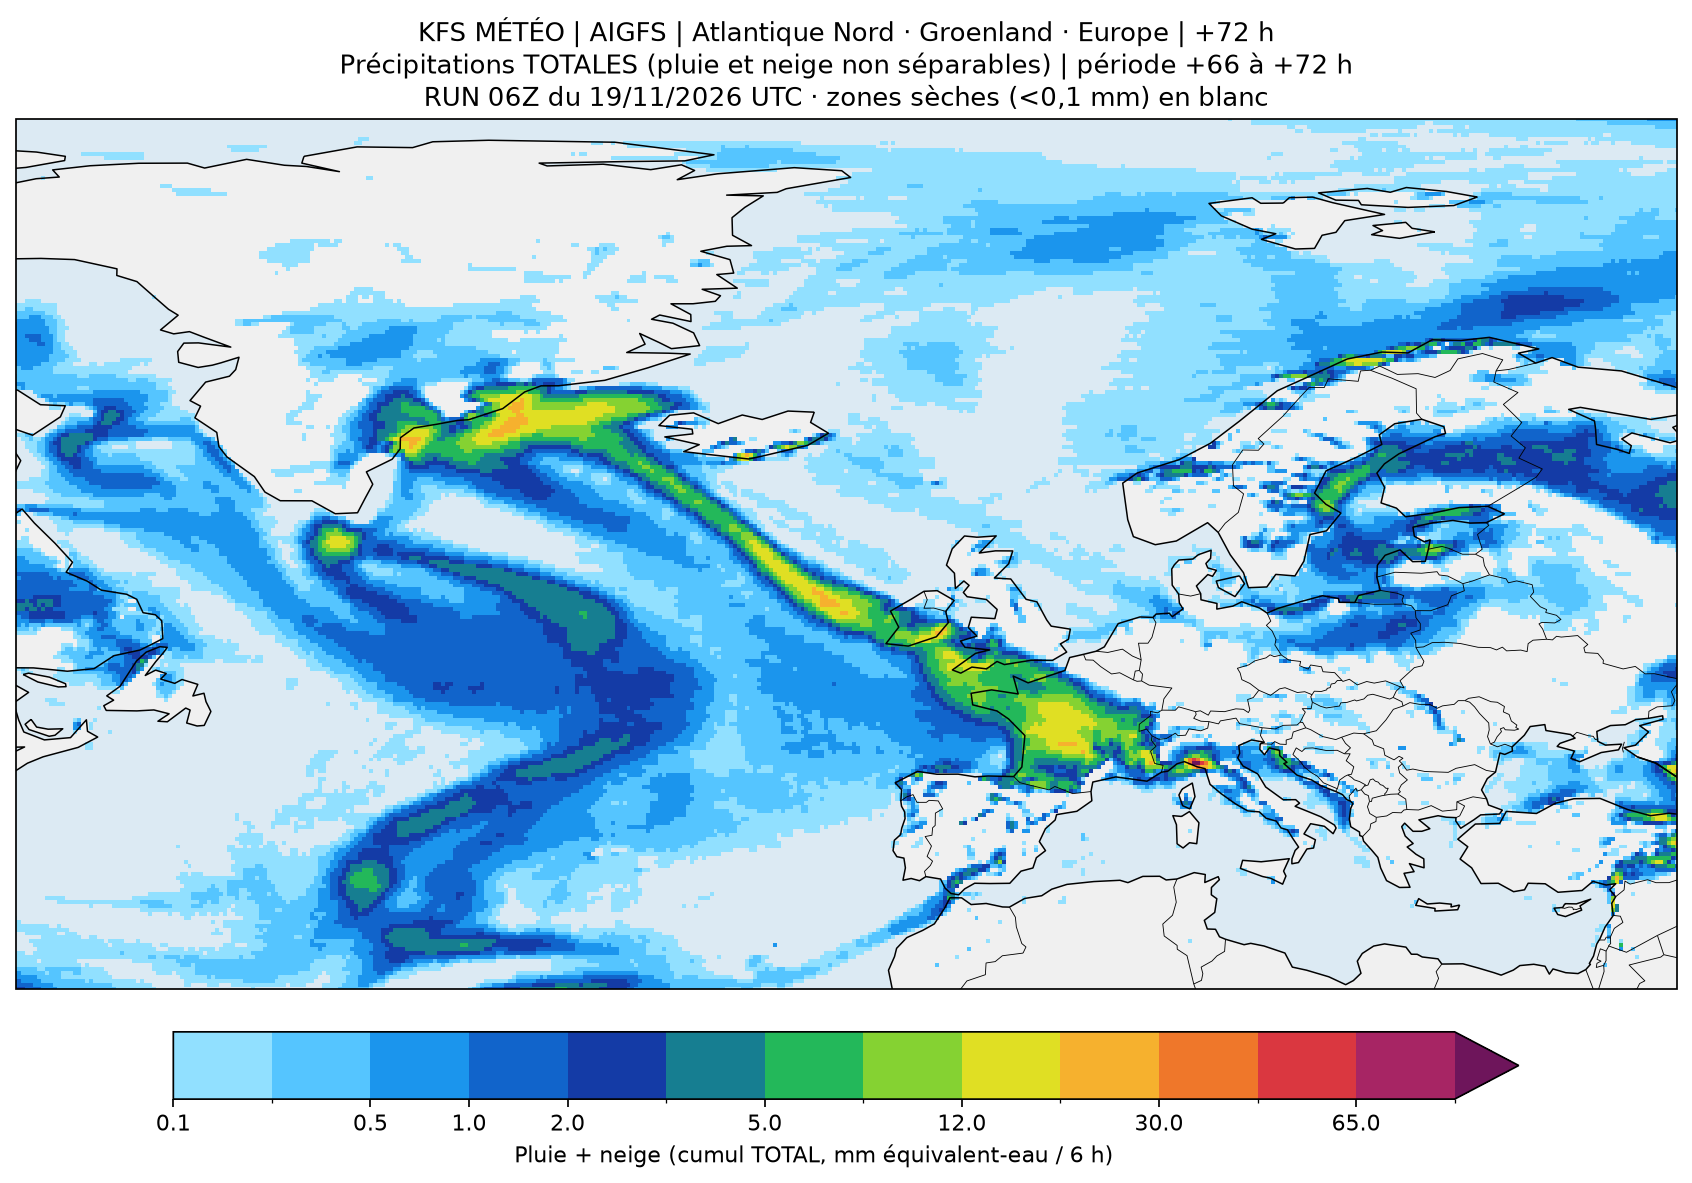 KFS MÉTÉO | AIGFS | Atlantique Nord · Groenland · Europe | +72 h
Précipitations TOTALES (pluie et neige non séparables) | période +66 à +72 h
RUN 06Z du 19/11/2026 UTC · zones sèches (<0,1 mm) en blanc
0.1 0.5 1.0 2.0 5.0 12.0 30.0 65.0
Pluie + neige (cumul TOTAL, mm équivalent-eau / 6 h)